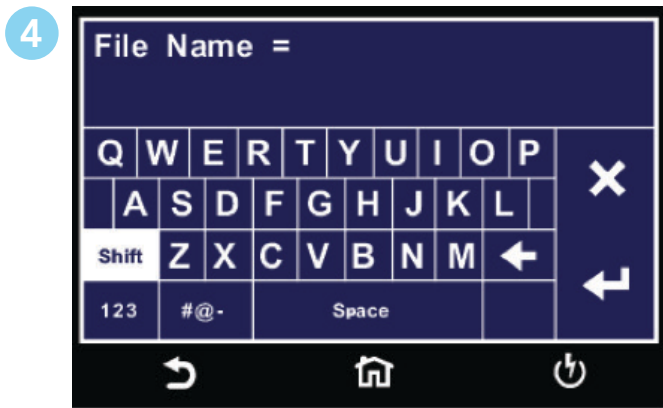 4
File Name =
Q W E R T Y U I O P
A S D F G H J K L
Shift Z X C V B N M
123 #@- Space